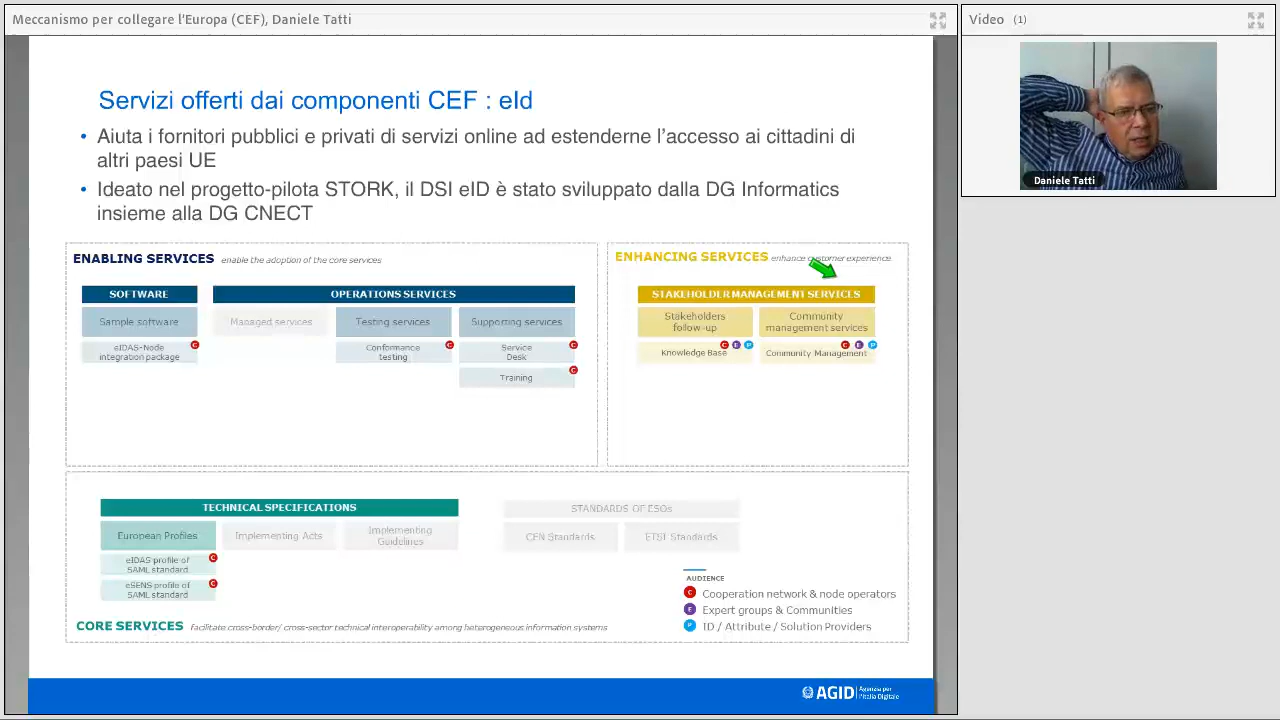 Meccanismo per collegare l'Europa (CEF), Daniele Tatti
Video (1)
Daniele Tatti
Servizi offerti dai componenti CEF : eId
• Aiuta i fornitori pubblici e privati di servizi online ad estenderne l'accesso ai cittadini di
altri paesi UE
• Ideato nel progetto-pilota STORK, il DSI eID è stato sviluppato dalla DG Informatics
insieme alla DG CNECT
ENABLING SERVICES enable the adoption of the core services
SOFTWARE
OPERATIONS SERVICES
Sample software
Managed services
Testing services
Supporting services
eIDAS-Node
integration package
C
Conformance
testing
C
Service
Desk
C
Training
C
ENHANCING SERVICES enhance customer experience.
STAKEHOLDER MANAGEMENT SERVICES
Stakeholders
follow-up
Community
management services
C E P
Knowledge Base
C E P
Community Management
TECHNICAL SPECIFICATIONS
European Profiles
Implementing Acts
Implementing
Guidelines
eIDAS profile of
SAML standard
C
eSENS profile of
SAML standard
C
STANDARDS OF ESOs
CEN Standards
ETSI Standards
AUDIENCE
C Cooperation network & node operators
E Expert groups & Communities
P ID / Attribute / Solution Providers
CORE SERVICES Facilitate cross-border/ cross-sector technical interoperability among heterogeneous information systems
AGID Agenzia per
l'Italia Digitale